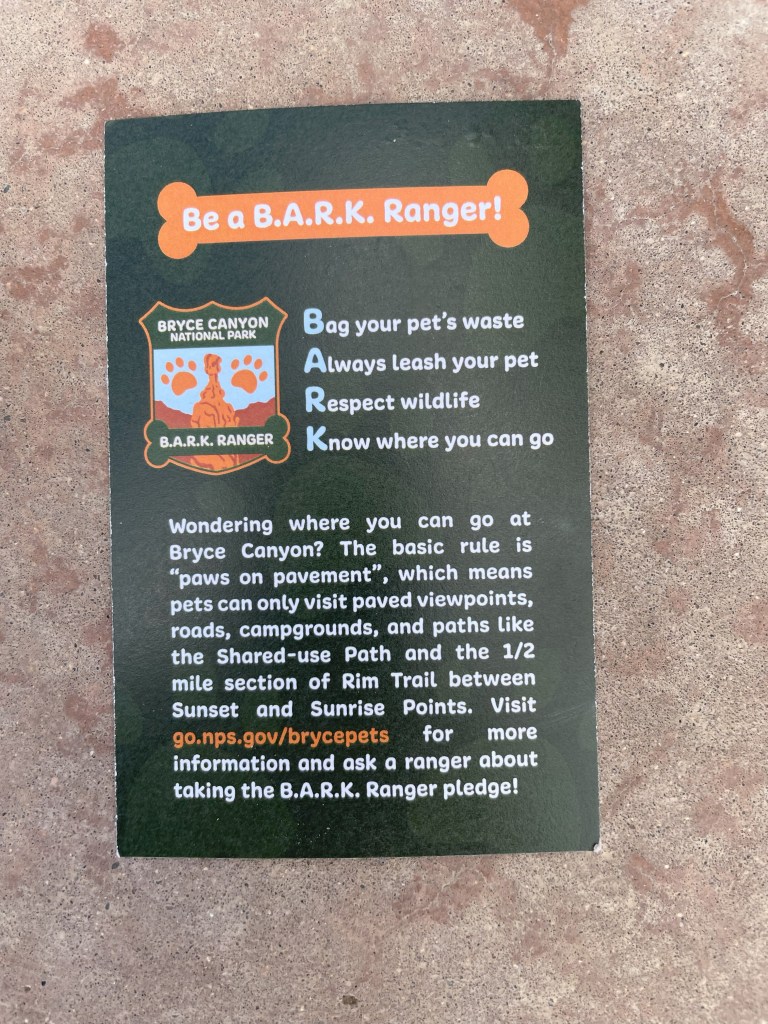 Be a B.A.R.K. Ranger!
BRYCE CANYON
NATIONAL PARK
B.A.R.K. RANGER
Bag your pet's waste
Always leash your pet
Respect wildlife
Know where you can go
Wondering where you can go at
Bryce Canyon? The basic rule is
"paws on pavement", which means
pets can only visit paved viewpoints,
roads, campgrounds, and paths like
the Shared-use Path and the 1/2
mile section of Rim Trail between
Sunset and Sunrise Points. Visit
go.nps.gov/brycepets for more
information and ask a ranger about
taking the B.A.R.K. Ranger pledge!